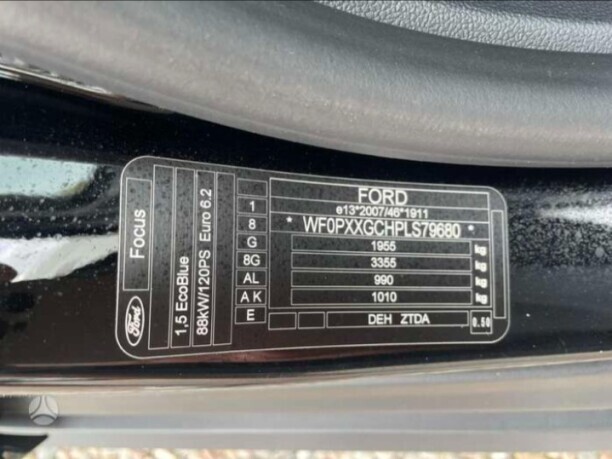 FORD
1 e13*2007/46*1911
8 * WF0PXXGCHPLS79680 *
G 1955 kg
8G 3355 kg
AL 990 kg
A K 1010 kg
E DEH ZTDA 0.50
Focus
1,5 EcoBlue
88kW/120PS Euro 6.2
Ford